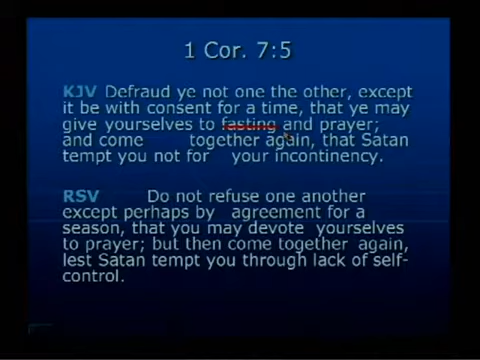 1 Cor. 7:5
KJV Defraud ye not one the other, except
it be with consent for a time, that ye may
give yourselves to fasting and prayer;
and come together again, that Satan
tempt you not for your incontinency.
RSV Do not refuse one another
except perhaps by agreement for a
season, that you may devote yourselves
to prayer; but then come together again,
lest Satan tempt you through lack of self-
control.